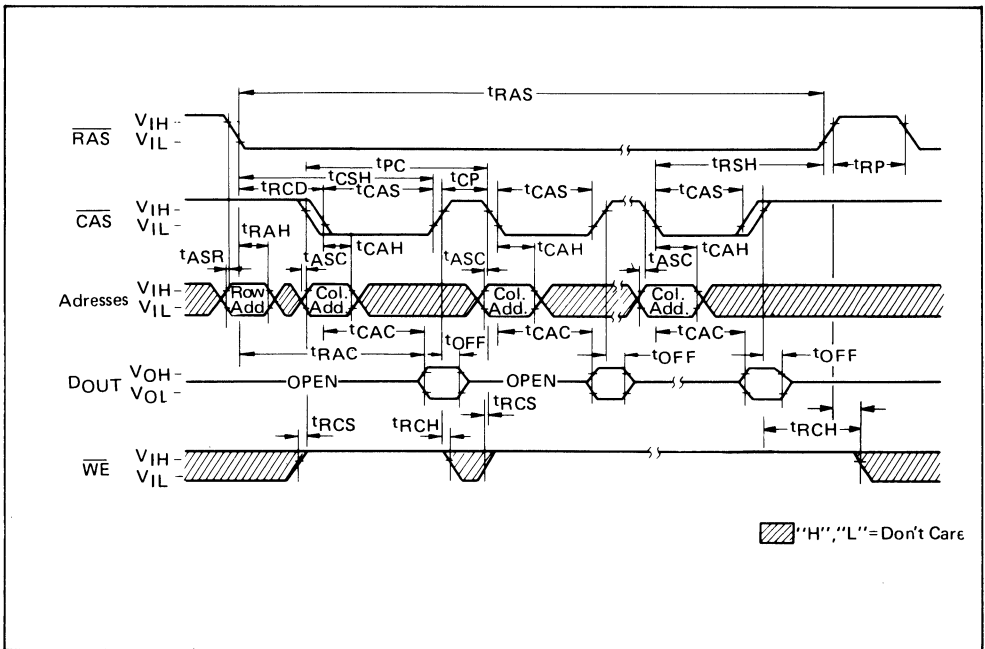 tRAS
RAS VIH
VIL
tRSH tRP
tPC
tCSH tCP
tRCD tCAS tCAS tCAS
CAS VIH
VIL
tRAH tCAH tCAH tCAH
tASR tASC tASC tASC
Adresses VIH
VIL
Row Add. Col. Add. Col. Add. Col. Add.
tCAC tCAC tCAC
tRAC tOFF tOFF tOFF
DOUT VOH
VOL
OPEN OPEN
tRCS tRCH tRCS tRCH
WE VIH
VIL
"H","L"=Don't Care